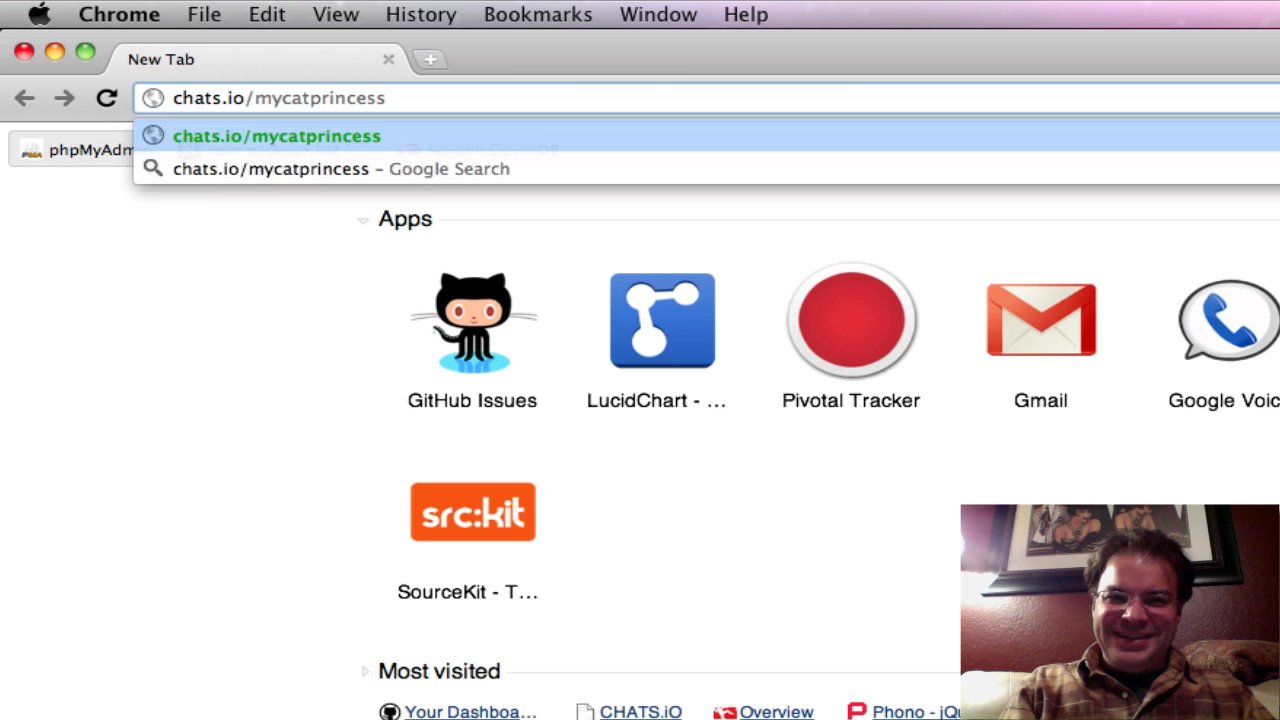 Chrome File Edit View History Bookmarks Window Help
New Tab
chats.io/mycatprincess
chats.io/mycatprincess
phpMyAdm
chats.io/mycatprincess – Google Search
Apps
GitHub Issues LucidChart - ... Pivotal Tracker Gmail Google Voic
src:kit
SourceKit - T...
Most visited
Your Dashboa... CHATS.iO Overview Phono - jQu